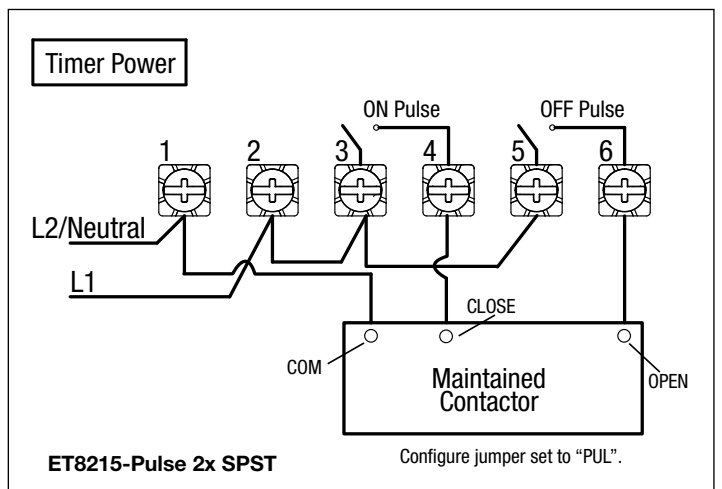 Timer Power
ON Pulse
OFF Pulse
1
2
3
4
5
6
L2/Neutral
L1
CLOSE
COM
OPEN
Maintained
Contactor
ET8215-Pulse 2x SPST
Configure jumper set to “PUL”.